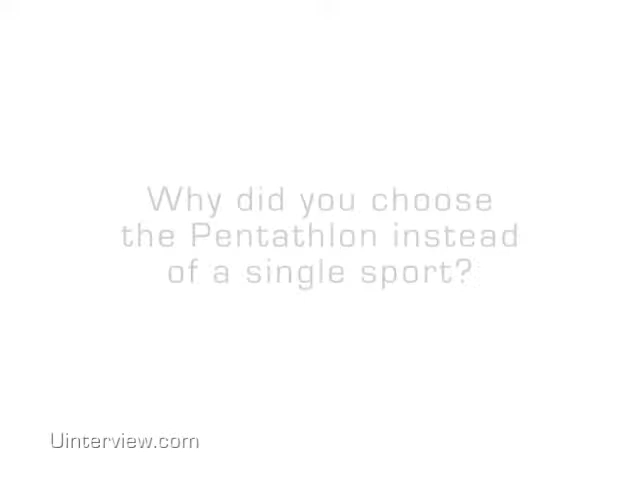 Why did you choose
the Pentathlon instead
of a single sport?
Uinterview.com